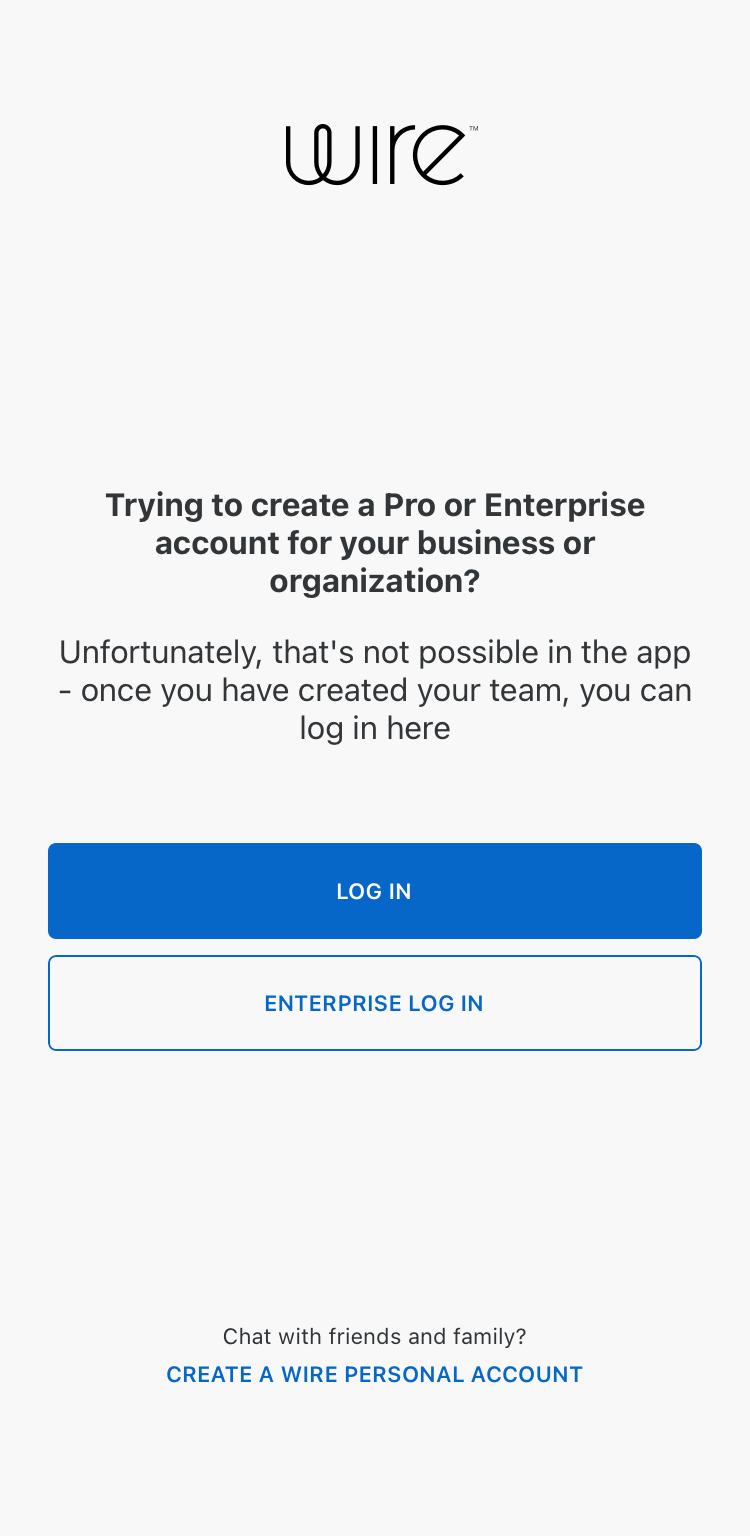 wire™
Trying to create a Pro or Enterprise
account for your business or
organization?
Unfortunately, that's not possible in the app
- once you have created your team, you can
log in here
LOG IN
ENTERPRISE LOG IN
Chat with friends and family?
CREATE A WIRE PERSONAL ACCOUNT